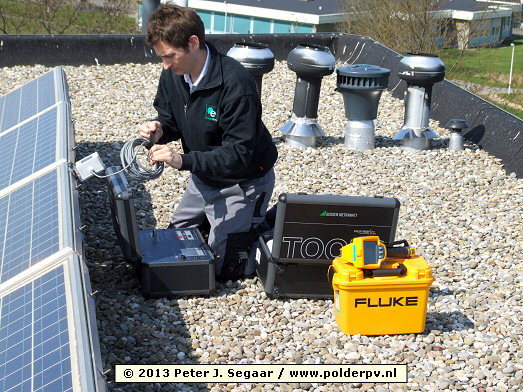 GOSSEN METRAWATT
TOO
FLUKE
© 2013 Peter J. Segaar / www.polderpv.nl